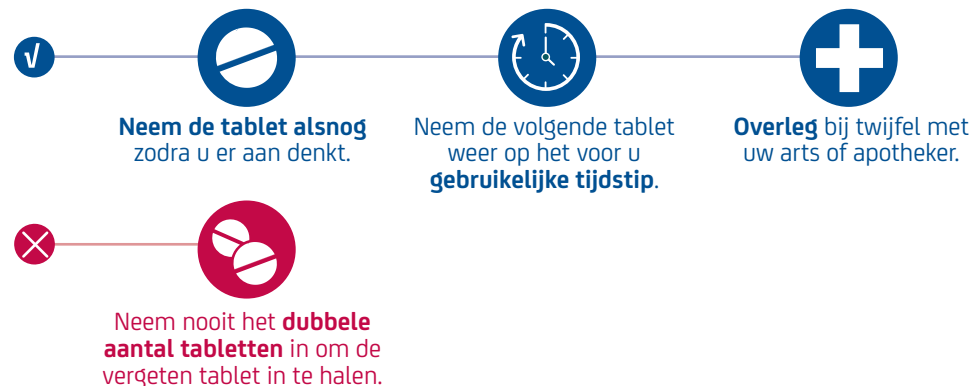 Neem de tablet alsnog
zodra u er aan denkt.
Neem de volgende tablet
weer op het voor u
gebruikelijke tijdstip.
Overleg bij twijfel met
uw arts of apotheker.
Neem nooit het dubbele
aantal tabletten in om de
vergeten tablet in te halen.